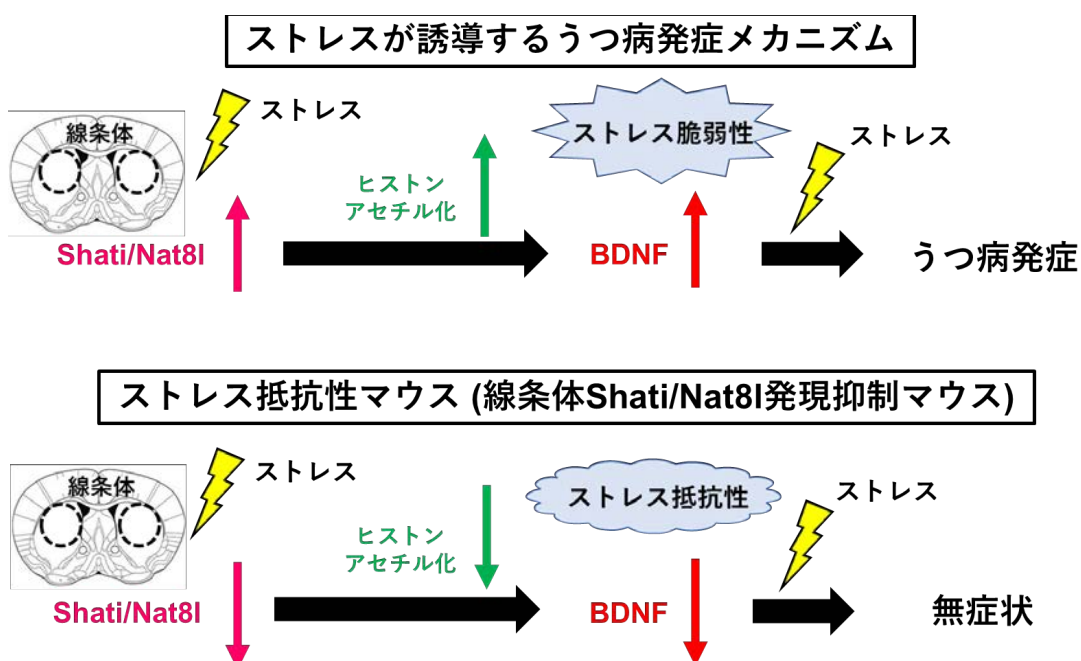 ストレスが誘導するうつ病発症メカニズム
線条体
ストレス
ヒストン
アセチル化
ストレス脆弱性
ストレス
Shati/Nat8l
BDNF
うつ病発症
ストレス抵抗性マウス (線条体Shati/Nat8l発現抑制マウス)
線条体
ストレス
ヒストン
アセチル化
ストレス抵抗性
ストレス
Shati/Nat8l
BDNF
無症状